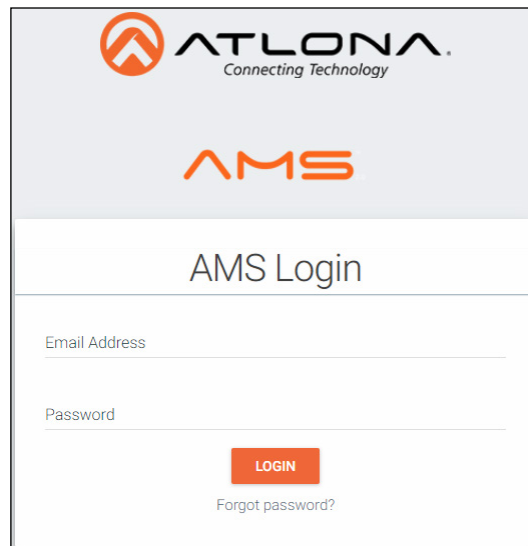 ATLONA.
Connecting Technology
AMS
AMS Login
Email Address
Password
LOGIN
Forgot password?